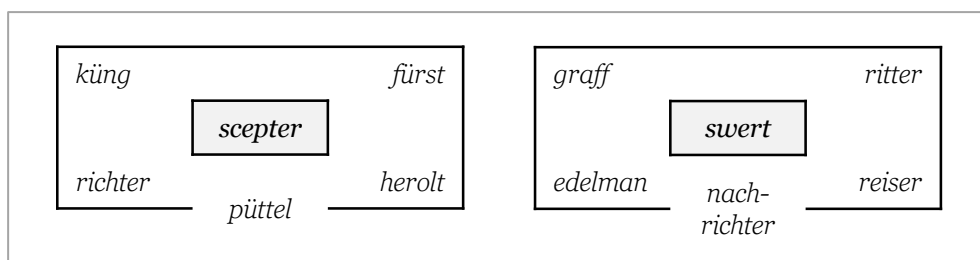 küng
fürst
scepter
richter
herolt
püttel
graff
ritter
swert
edelman
reiser
nach-
richter